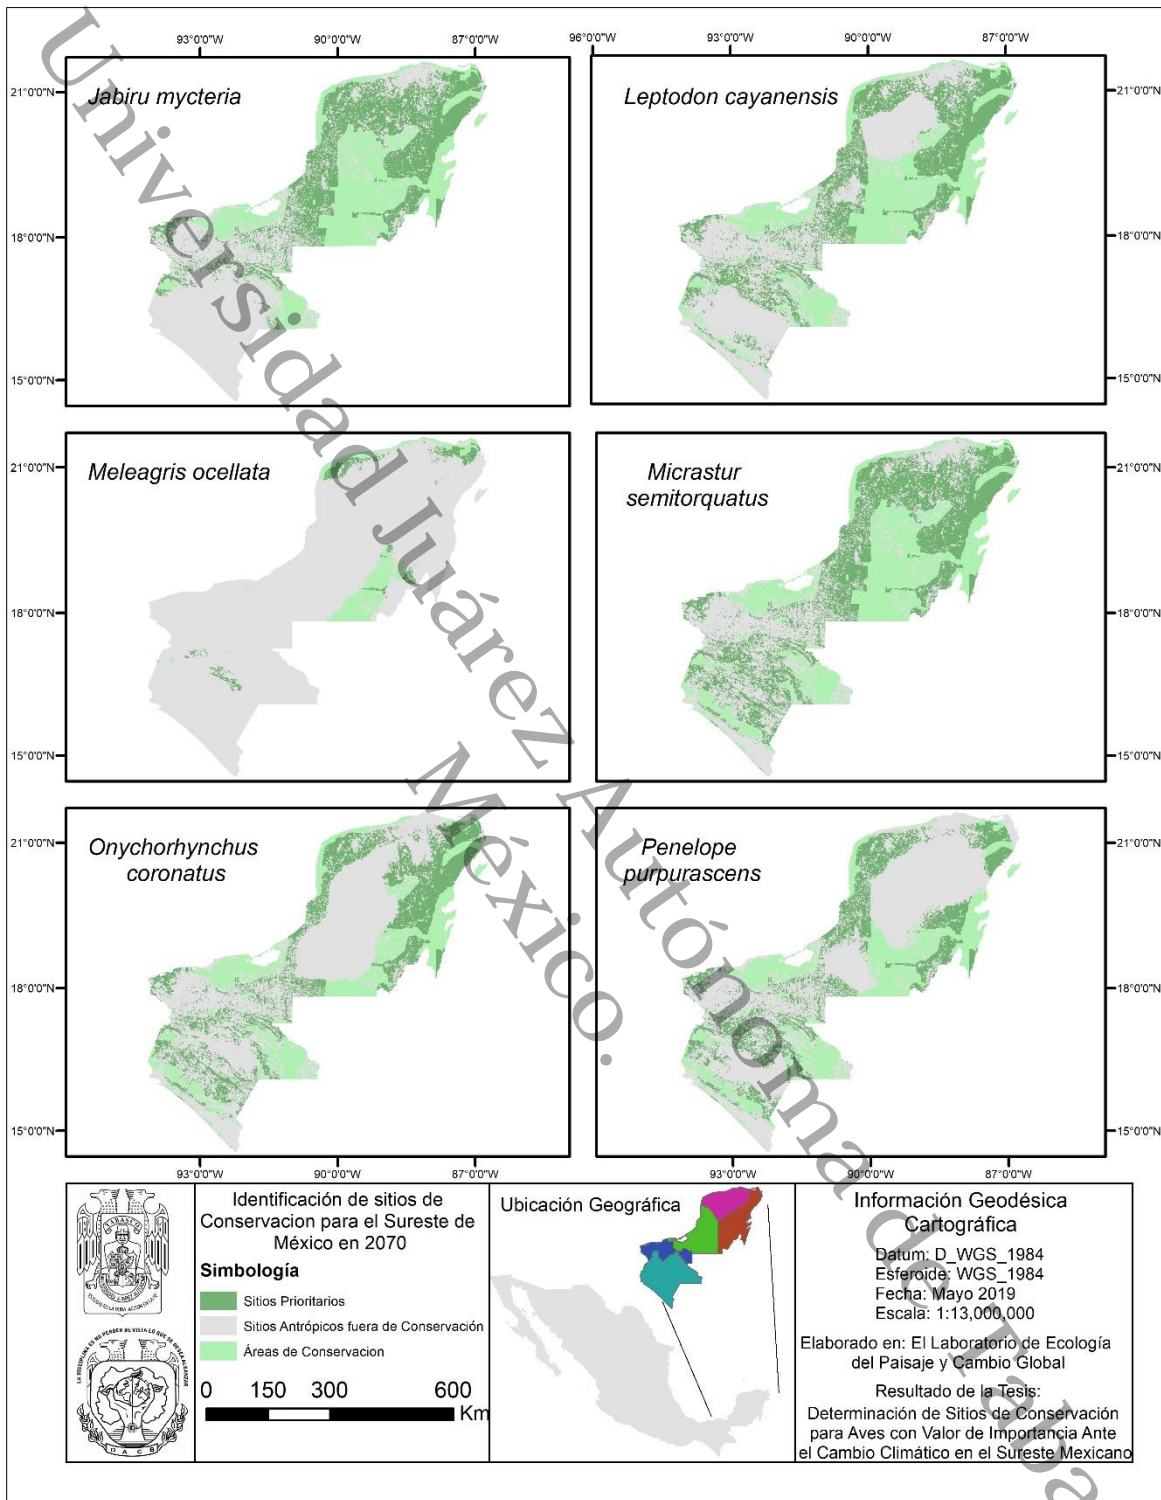 93°0'0"W 90°0'0"W 87°0'0"W 96°0'0"W 93°0'0"W 90°0'0"W 87°0'0"W
21°0'0"N
Jabiru mycteria
18°0'0"N
15°0'0"N
Leptodon cayanensis
21°0'0"N
18°0'0"N
15°0'0"N
21°0'0"N
Meleagris ocellata
18°0'0"N
15°0'0"N
Micrastur
semitorquatus
21°0'0"N
18°0'0"N
15°0'0"N
21°0'0"N
Onychorhynchus
coronatus
18°0'0"N
15°0'0"N
Penelope
purpurascens
21°0'0"N
18°0'0"N
15°0'0"N
93°0'0"W 90°0'0"W 87°0'0"W 93°0'0"W 90°0'0"W 87°0'0"W
Identificación de sitios de
Conservacion para el Sureste de
México en 2070
Simbología
Sitios Prioritarios
Sitios Antrópicos fuera de Conservación
Áreas de Conservacion
0 150 300 600
Km
Ubicación Geográfica
Información Geodésica
Cartográfica
Datum: D_WGS_1984
Esferoide: WGS_1984
Fecha: Mayo 2019
Escala: 1:13,000,000
Elaborado en: El Laboratorio de Ecología
del Paisaje y Cambio Global
Resultado de la Tesis:
Determinación de Sitios de Conservación
para Aves con Valor de Importancia Ante
el Cambio Climático en el Sureste Mexicano
Universidad Juárez Autónoma de Taba
México.